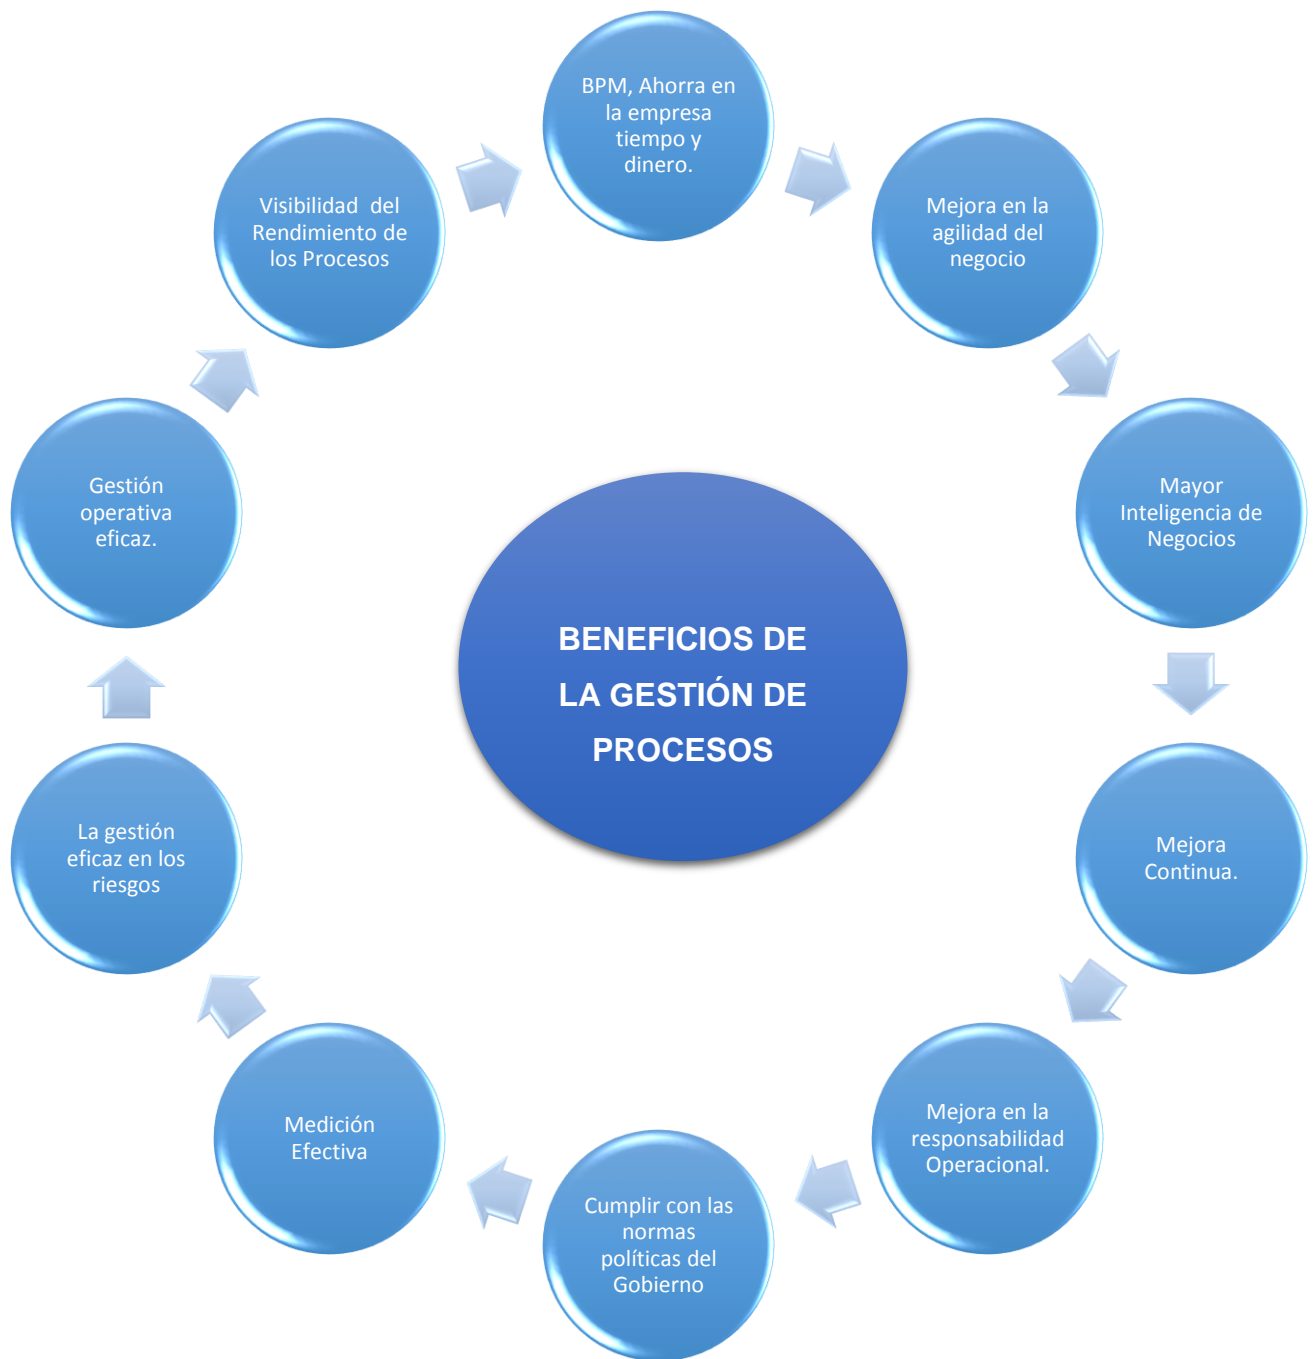 BPM, Ahorra en
la empresa
tiempo y
dinero.
Mejora en la
agilidad del
negocio
Mayor
Inteligencia de
Negocios
Mejora
Continua.
Mejora en la
responsabilidad
Operacional.
Cumplir con las
normas
políticas del
Gobierno
Medición
Efectiva
La gestión
eficaz en los
riesgos
Gestión
operativa
eficaz.
Visibilidad  del
Rendimiento de
los Procesos
BENEFICIOS DE
LA GESTIÓN DE
PROCESOS